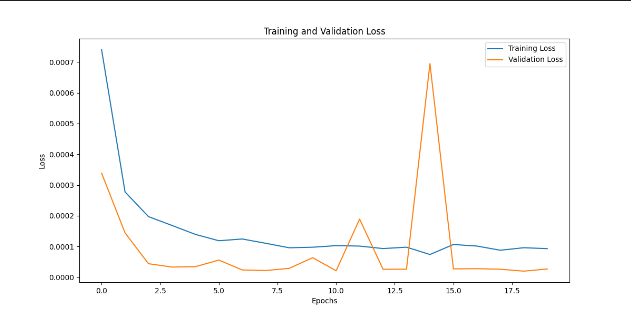 Training and Validation Loss
Training Loss
Validation Loss
0.0007
0.0006
0.0005
0.0004
0.0003
0.0002
0.0001
0.0000
Loss
0.0 2.5 5.0 7.5 10.0 12.5 15.0 17.5
Epochs